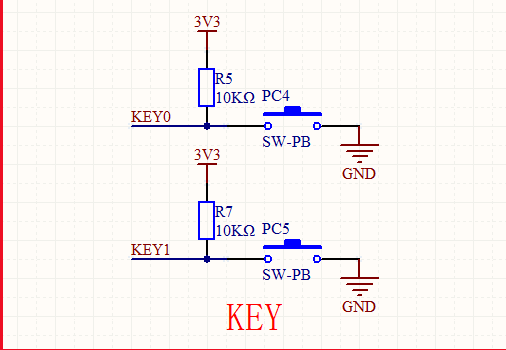 3V3
R5
10KΩ
PC4
KEY0
SW-PB
GND
3V3
R7
10KΩ
PC5
KEY1
SW-PB
GND
KEY